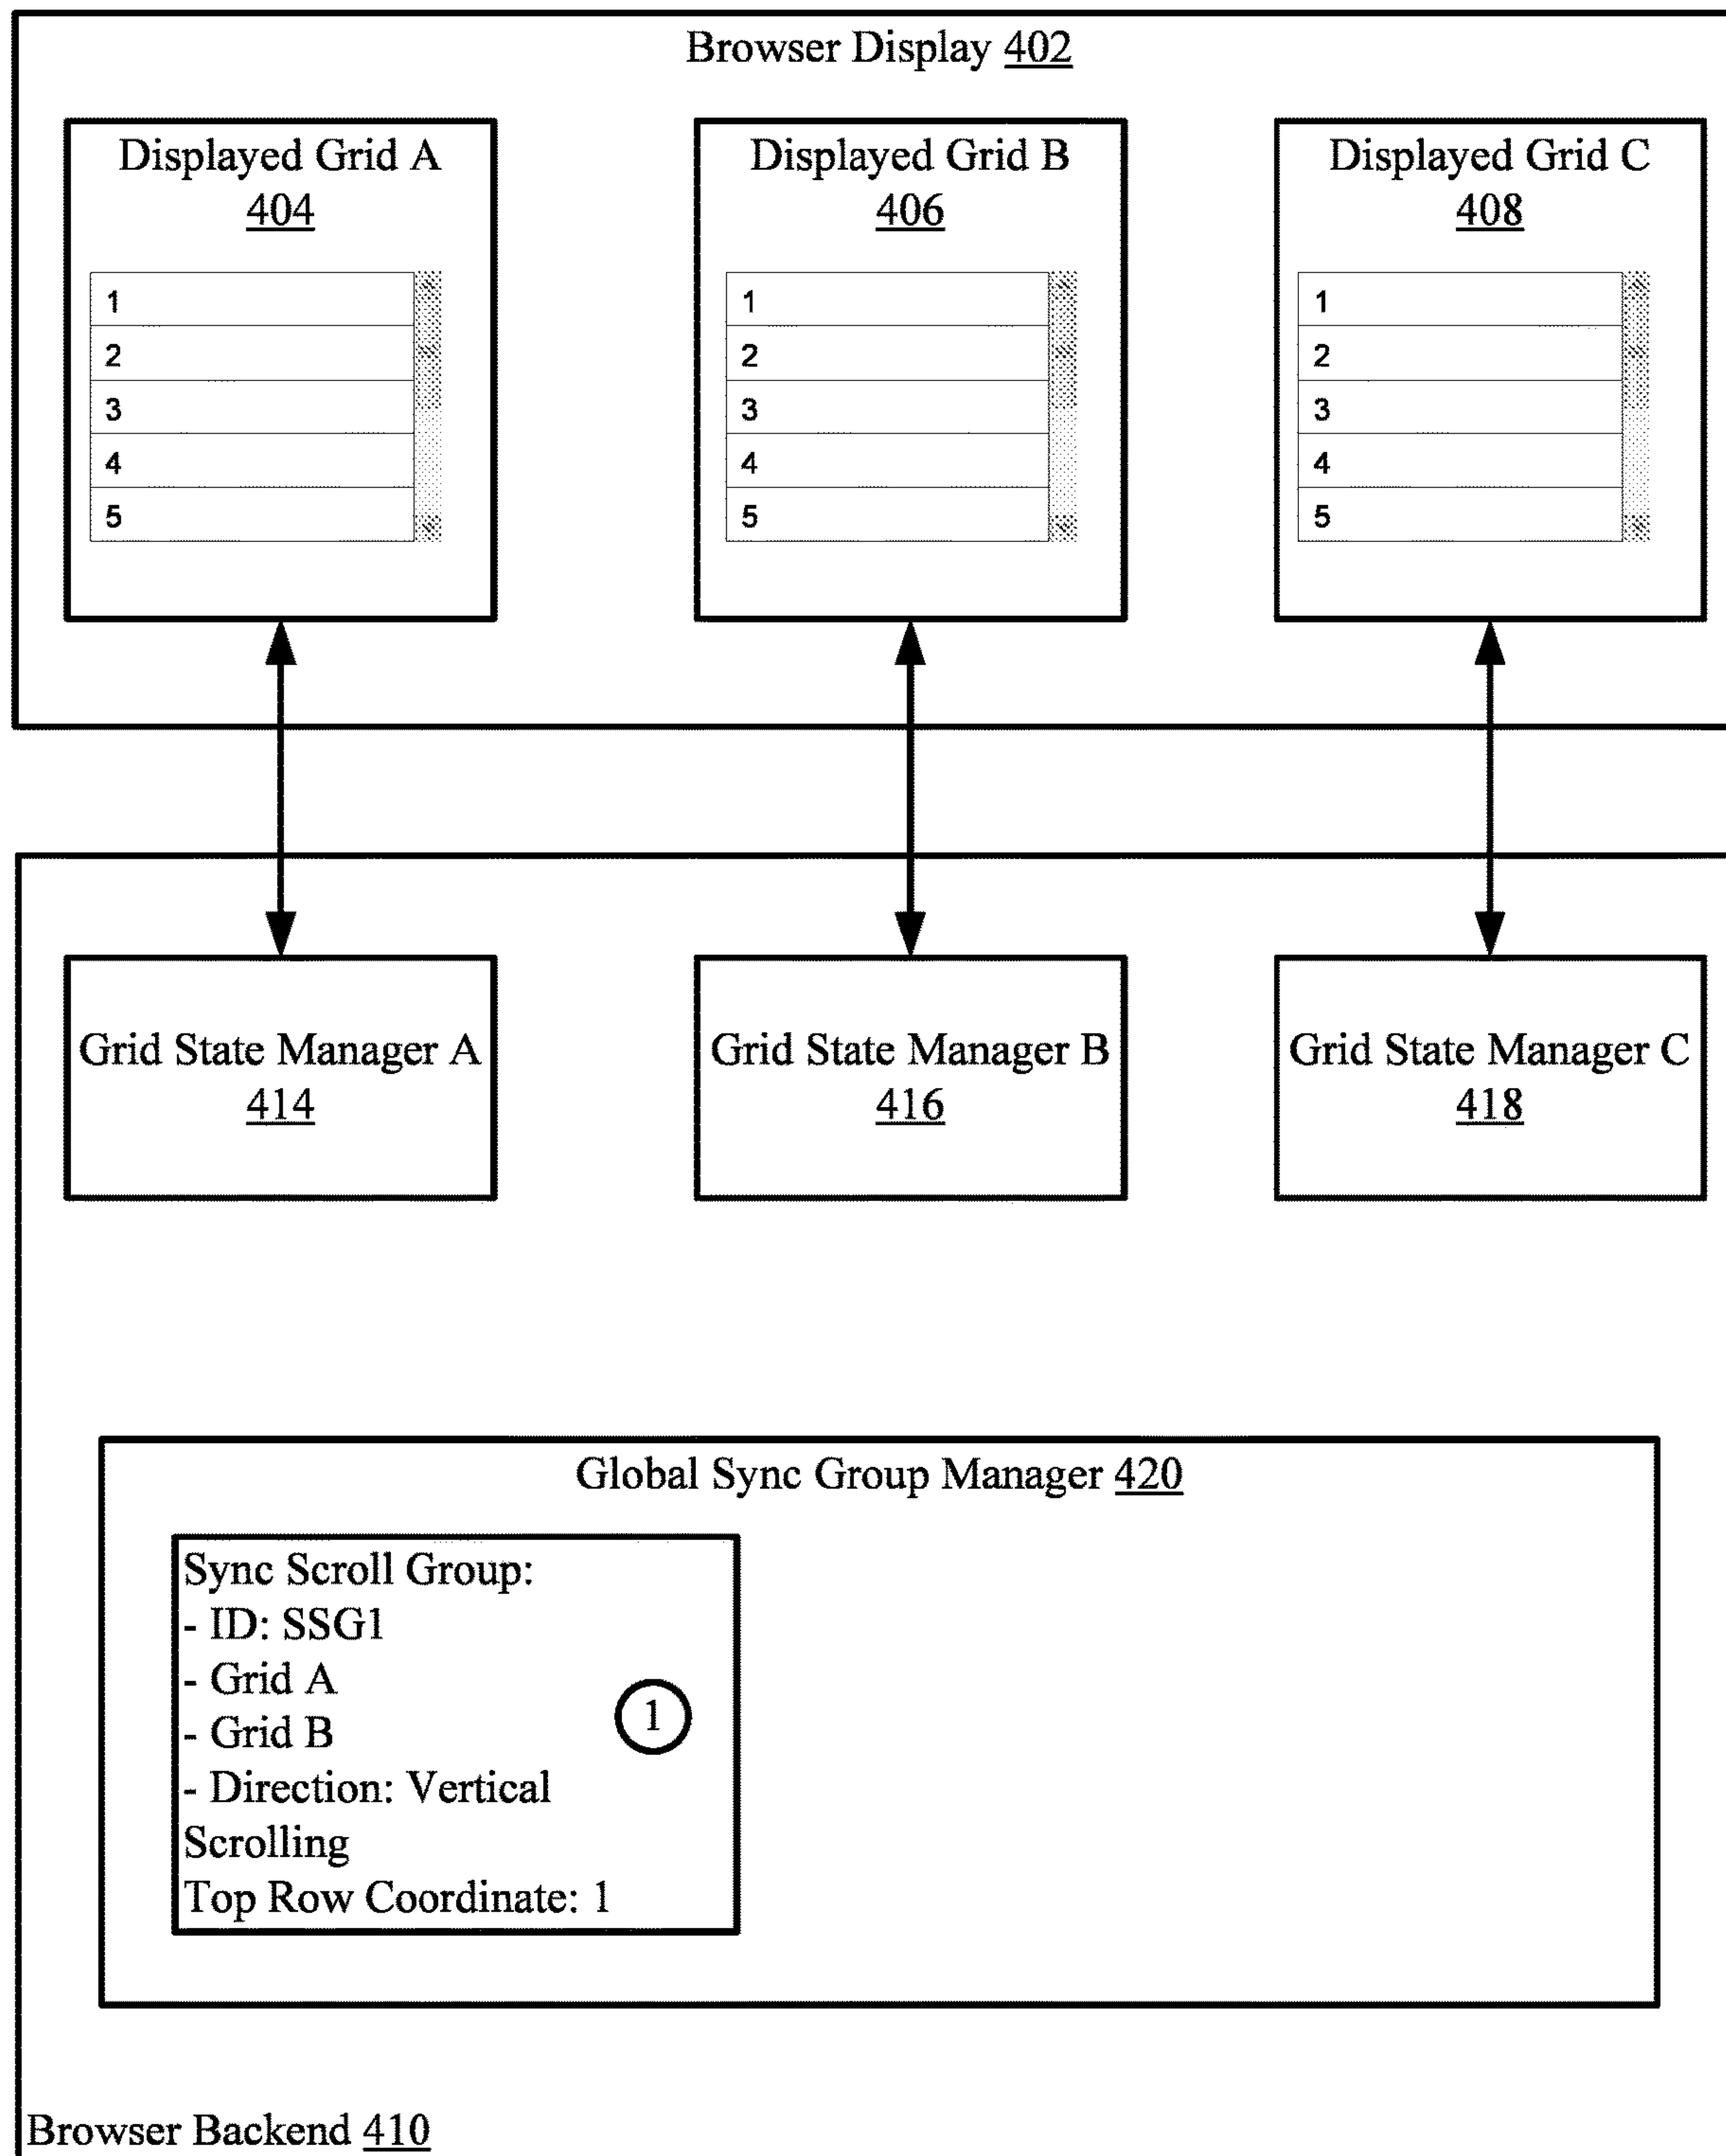 Browser Display 402
Displayed Grid A
404
1
2
3
4
5
Displayed Grid B
406
1
2
3
4
5
Displayed Grid C
408
1
2
3
4
5
Grid State Manager A
414
Grid State Manager B
416
Grid State Manager C
418
Global Sync Group Manager 420
Sync Scroll Group:
- ID: SSG1
- Grid A
- Grid B
- Direction: Vertical
Scrolling
Top Row Coordinate: 1
1
Browser Backend 410